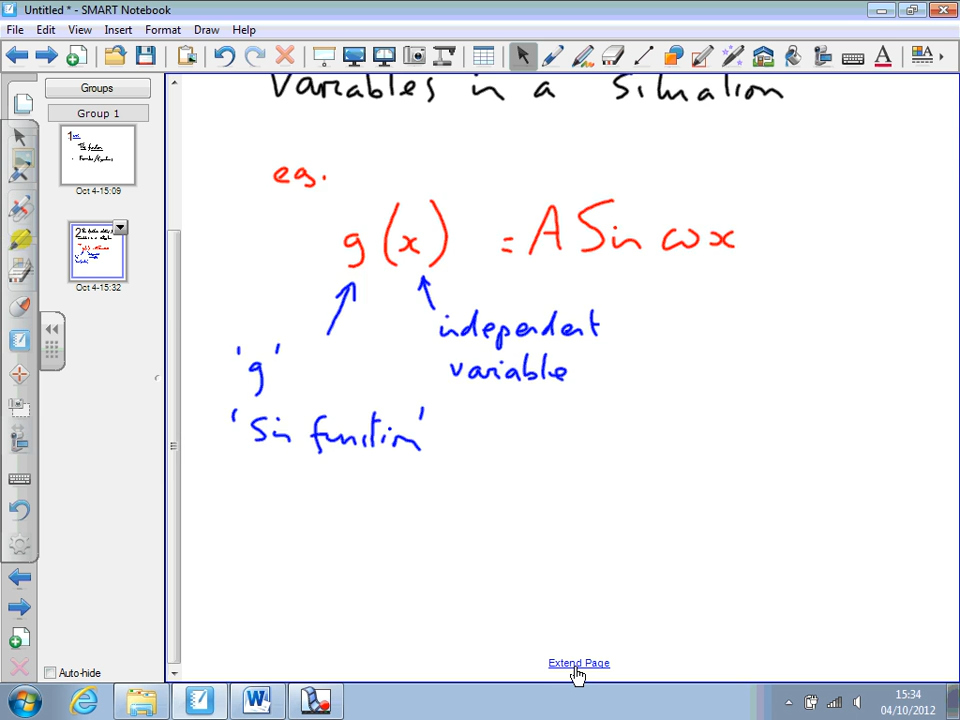 Untitled * - SMART Notebook
File Edit View Insert Format Draw Help
Groups
Group 1
Oct 4-15:09
Oct 4-15:32
Auto-hide
Variables in a situation
eg.
g(x) = A Sin ωx
independent
variable
'g'
'Sin function'
Extend Page
15:34
04/10/2012